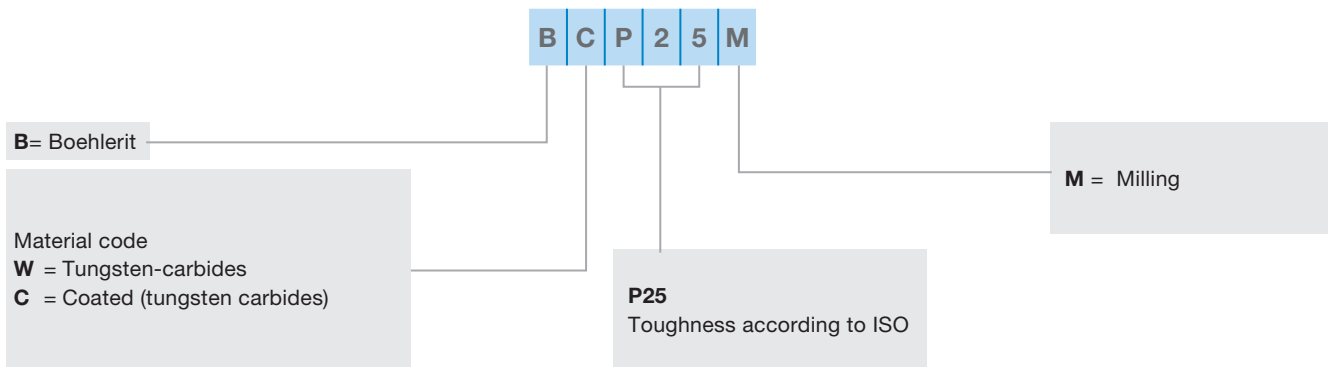 B C P 2 5 M
B= Boehlerit
Material code
W = Tungsten-carbides
C = Coated (tungsten carbides)
P25
Toughness according to ISO
M = Milling